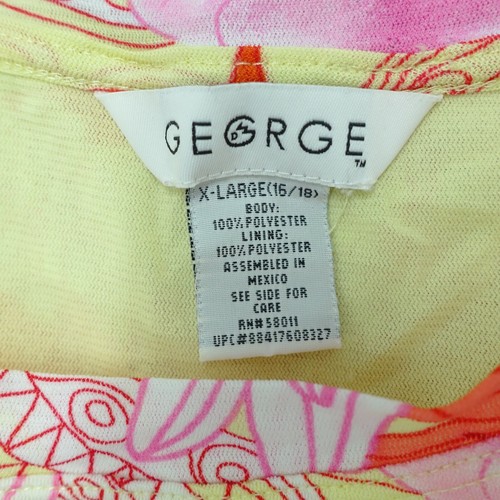 GEORGE
TM
X-LARGE(16/18)
BODY:
100% POLYESTER
LINING:
100% POLYESTER
ASSEMBLED IN
MEXICO
SEE SIDE FOR
CARE
RN#58011
UPC#88417608327